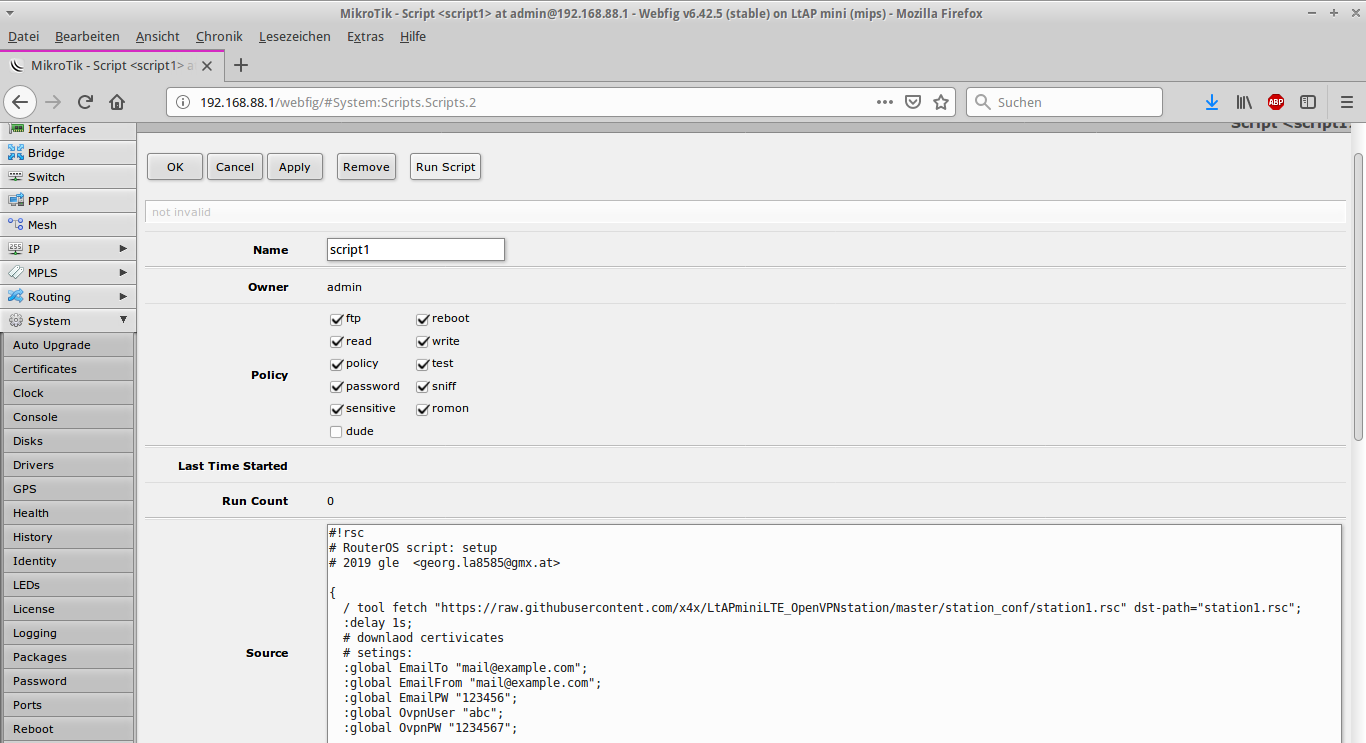 MikroTik - Script <script1> at admin@192.168.88.1 - Webfig v6.42.5 (stable) on LtAP mini (mips) - Mozilla Firefox
Datei Bearbeiten Ansicht Chronik Lesezeichen Extras Hilfe
MikroTik - Script <script1> a
192.168.88.1/webfig/#System:Scripts.Scripts.2
Suchen
ABP
Interfaces
Bridge
Switch
PPP
Mesh
IP
MPLS
Routing
System
Auto Upgrade
Certificates
Clock
Console
Disks
Drivers
GPS
Health
History
Identity
LEDs
License
Logging
Packages
Password
Ports
Reboot
Script <script1
OK Cancel Apply Remove Run Script
not invalid
Name script1
Owner admin
Policy
ftp reboot
read write
policy test
password sniff
sensitive romon
dude
Last Time Started
Run Count 0
Source
#!rsc
# RouterOS script: setup
# 2019 gle  <georg.la8585@gmx.at>
{
  / tool fetch "https://raw.githubusercontent.com/x4x/LtAPminiLTE_OpenVPNstation/master/station_conf/station1.rsc" dst-path="station1.rsc";
  :delay 1s;
  # downlaod certivicates
  # setings:
  :global EmailTo "mail@example.com";
  :global EmailFrom "mail@example.com";
  :global EmailPW "123456";
  :global OvpnUser "abc";
  :global OvpnPW "1234567";